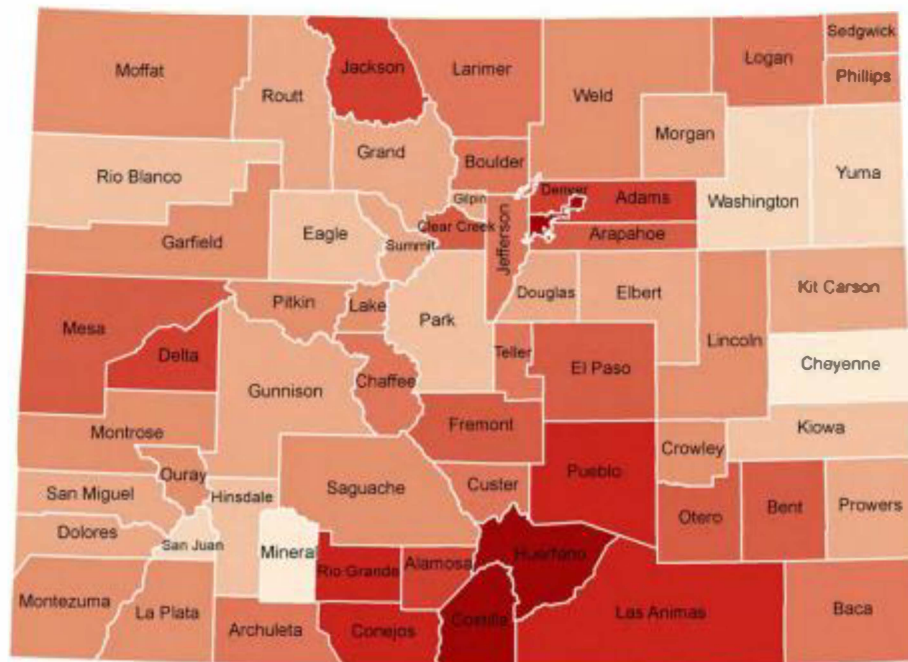 Sedgwick
Logan
Phillips
Moffat
Jackson
Larimer
Routt
Weld
Morgan
Grand
Boulder
Yuma
Rio Blanco
Gilpin
Denver
Adams
Washington
Garfield
Eagle
Summit
Clear Creek
Jefferson
Arapahoe
Kit Carson
Douglas
Elbert
Pitkin
Lake
Park
Mesa
Lincoln
Delta
Teller
El Paso
Cheyenne
Chaffee
Gunnison
Fremont
Kiowa
Montrose
Crowley
Ouray
Pueblo
San Miguel
Hinsdale
Saguache
Custer
Otero
Bent
Prowers
Dolores
San Juan
Mineral
Huerfano
Rio Grande
Alamosa
Montezuma
La Plata
Archuleta
Conejos
Costilla
Las Animas
Baca